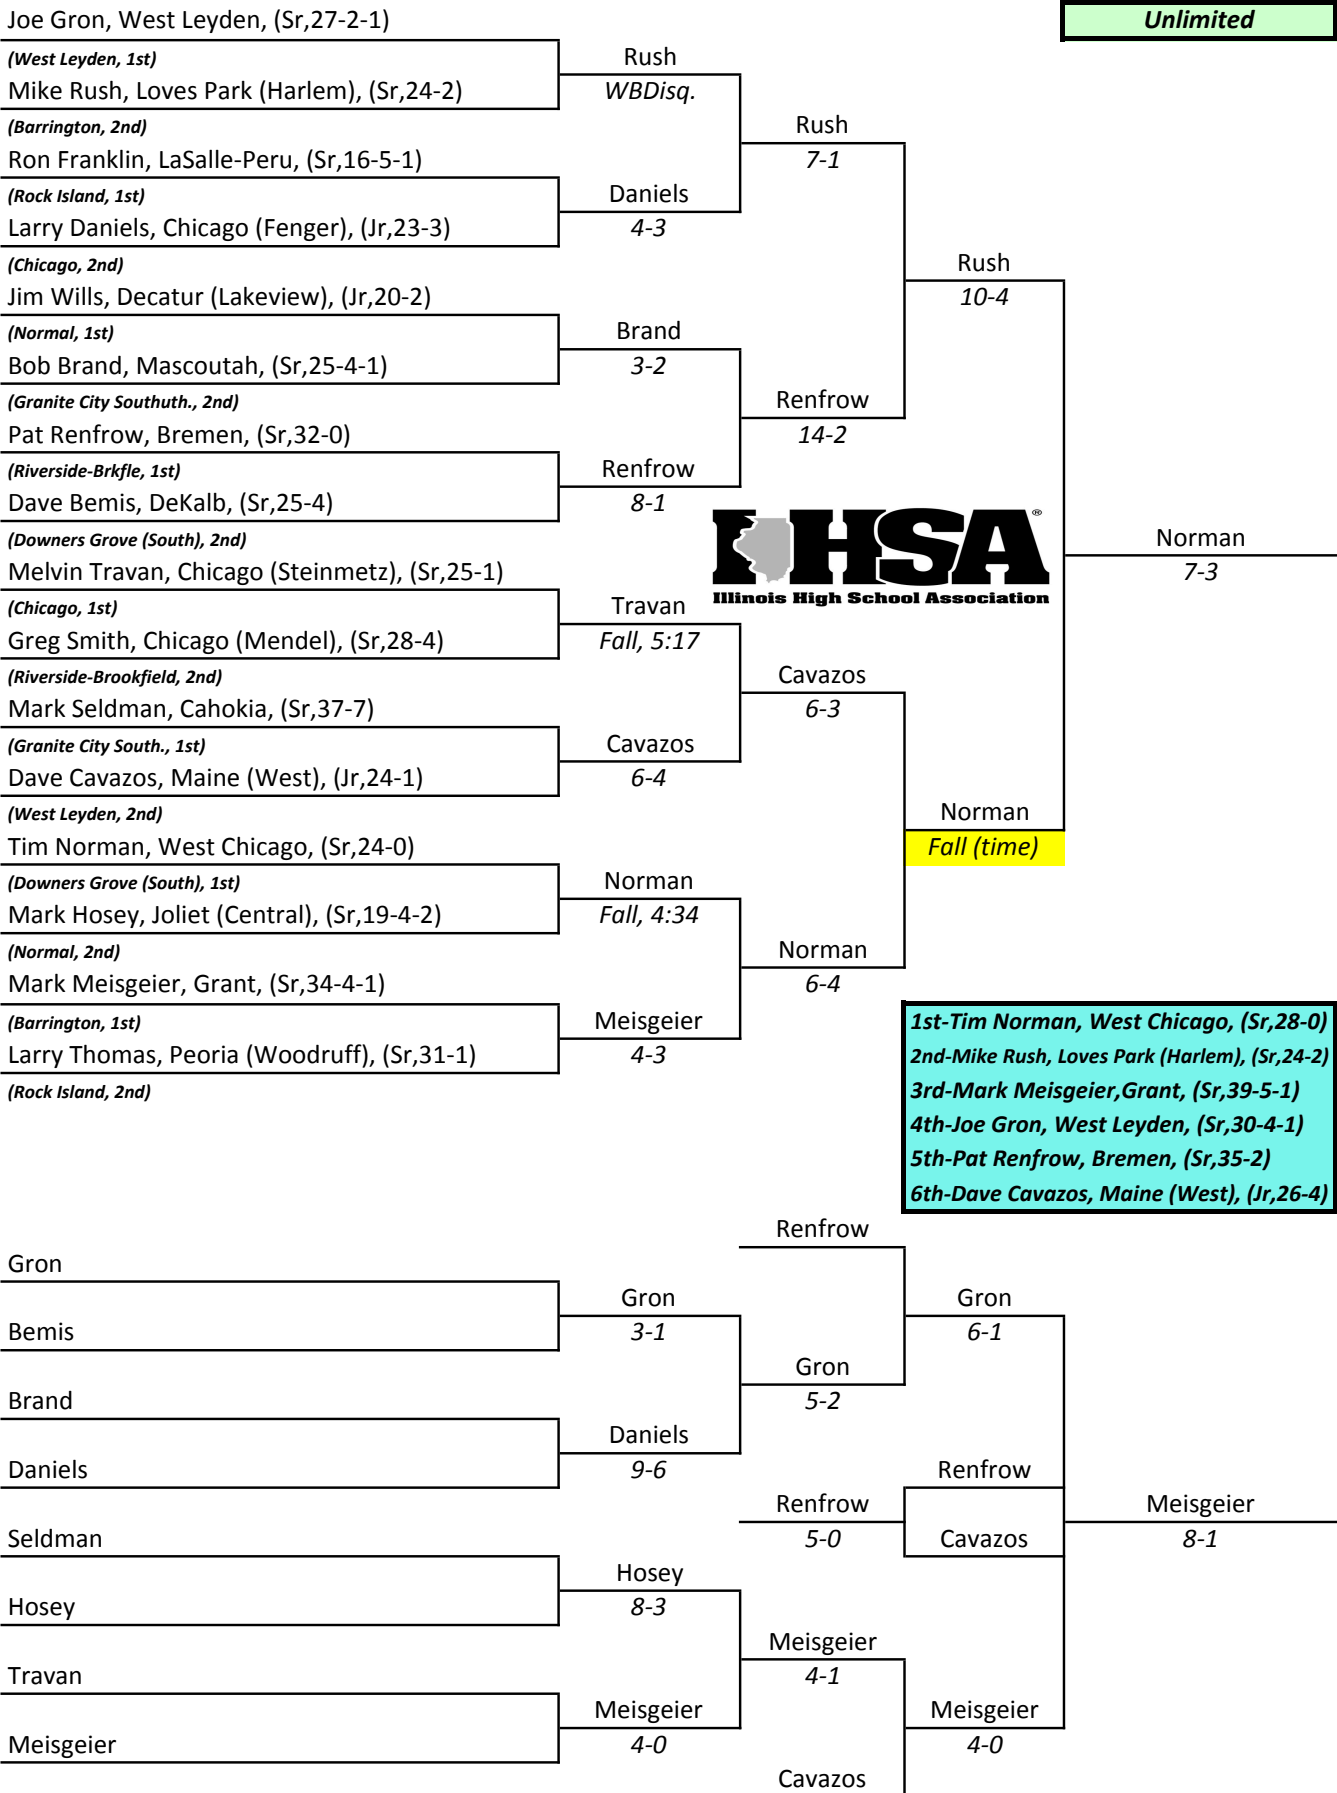 Joe Gron, West Leyden, (Sr,27-2-1)
Unlimited
(West Leyden, 1st)
Rush
Mike Rush, Loves Park (Harlem), (Sr,24-2)
WBDisq.
(Barrington, 2nd)
Rush
Ron Franklin, LaSalle-Peru, (Sr,16-5-1)
7-1
(Rock Island, 1st)
Daniels
Larry Daniels, Chicago (Fenger), (Jr,23-3)
4-3
(Chicago, 2nd)
Rush
Jim Wills, Decatur (Lakeview), (Jr,20-2)
10-4
(Normal, 1st)
Brand
Bob Brand, Mascoutah, (Sr,25-4-1)
3-2
(Granite City Southuth., 2nd)
Renfrow
Pat Renfrow, Bremen, (Sr,32-0)
14-2
(Riverside-Brkfle, 1st)
Renfrow
Dave Bemis, DeKalb, (Sr,25-4)
8-1
IHSA®
(Downers Grove (South), 2nd)
Norman
Melvin Travan, Chicago (Steinmetz), (Sr,25-1)
7-3
Illinois High School Association
(Chicago, 1st)
Travan
Greg Smith, Chicago (Mendel), (Sr,28-4)
Fall, 5:17
(Riverside-Brookfield, 2nd)
Cavazos
Mark Seldman, Cahokia, (Sr,37-7)
6-3
(Granite City South., 1st)
Cavazos
Dave Cavazos, Maine (West), (Jr,24-1)
6-4
(West Leyden, 2nd)
Norman
Tim Norman, West Chicago, (Sr,24-0)
Fall (time)
(Downers Grove (South), 1st)
Norman
Mark Hosey, Joliet (Central), (Sr,19-4-2)
Fall, 4:34
(Normal, 2nd)
Norman
Mark Meisgeier, Grant, (Sr,34-4-1)
6-4
(Barrington, 1st)
Meisgeier
Larry Thomas, Peoria (Woodruff), (Sr,31-1)
4-3
(Rock Island, 2nd)
1st-Tim Norman, West Chicago, (Sr,28-0)
2nd-Mike Rush, Loves Park (Harlem), (Sr,24-2)
3rd-Mark Meisgeier,Grant, (Sr,39-5-1)
4th-Joe Gron, West Leyden, (Sr,30-4-1)
5th-Pat Renfrow, Bremen, (Sr,35-2)
6th-Dave Cavazos, Maine (West), (Jr,26-4)
Renfrow
Gron
Gron
Gron
Bemis
3-1
6-1
Gron
Brand
5-2
Daniels
Daniels
9-6
Renfrow
Renfrow
Meisgeier
Seldman
5-0
Cavazos
8-1
Hosey
Hosey
8-3
Meisgeier
Travan
4-1
Meisgeier
Meisgeier
Meisgeier
4-0
4-0
Cavazos